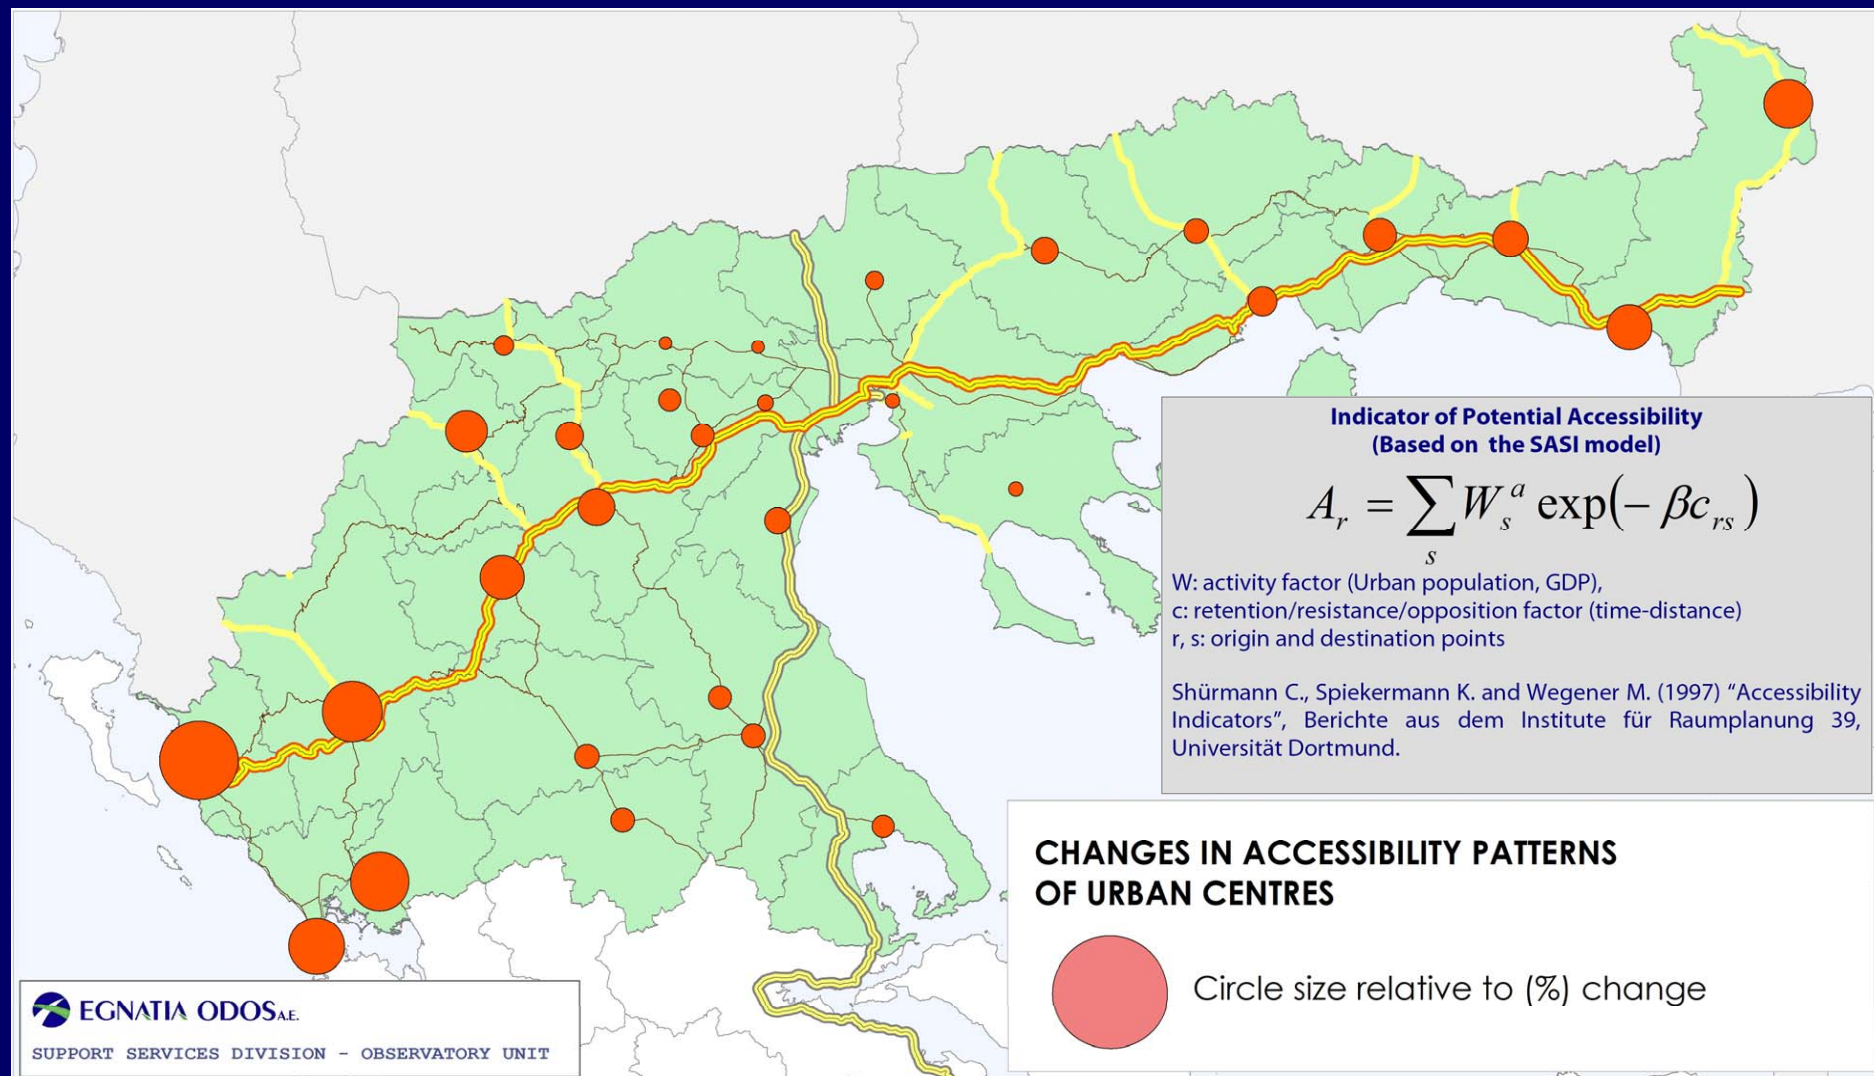 Indicator of Potential Accessibility
(Based on the SASI model)
A_r = ∑_s W_s^a exp(− βc_rs)
W: activity factor (Urban population, GDP),
c: retention/resistance/opposition factor (time-distance)
r, s: origin and destination points
Shürmann C., Spiekermann K. and Wegener M. (1997) “Accessibility
Indicators”, Berichte aus dem Institute für Raumplanung 39,
Universität Dortmund.
CHANGES IN ACCESSIBILITY PATTERNS
OF URBAN CENTRES
Circle size relative to (%) change
EGNATIA ODOS A.E.
SUPPORT SERVICES DIVISION - OBSERVATORY UNIT